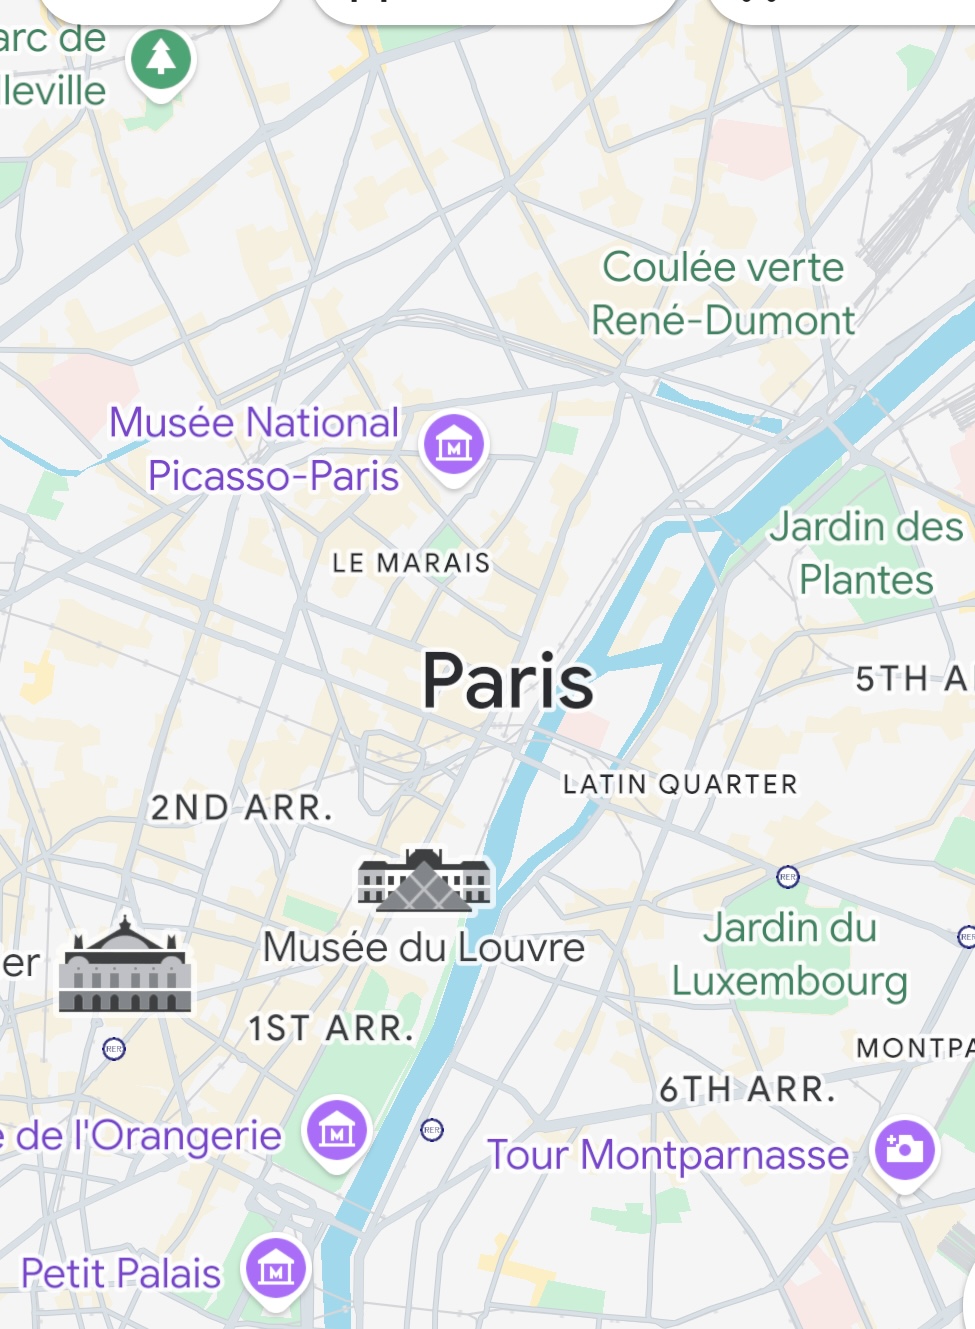 arc de
lleville
Coulée verte
René-Dumont
Musée National
Picasso-Paris
Jardin des
Plantes
LE MARAIS
Paris
5TH A
LATIN QUARTER
2ND ARR.
RER
Jardin du
Luxembourg
RER
Musée du Louvre
er
1ST ARR.
RER
MONTPA
6TH ARR.
e de l'Orangerie
RER
Tour Montparnasse
Petit Palais